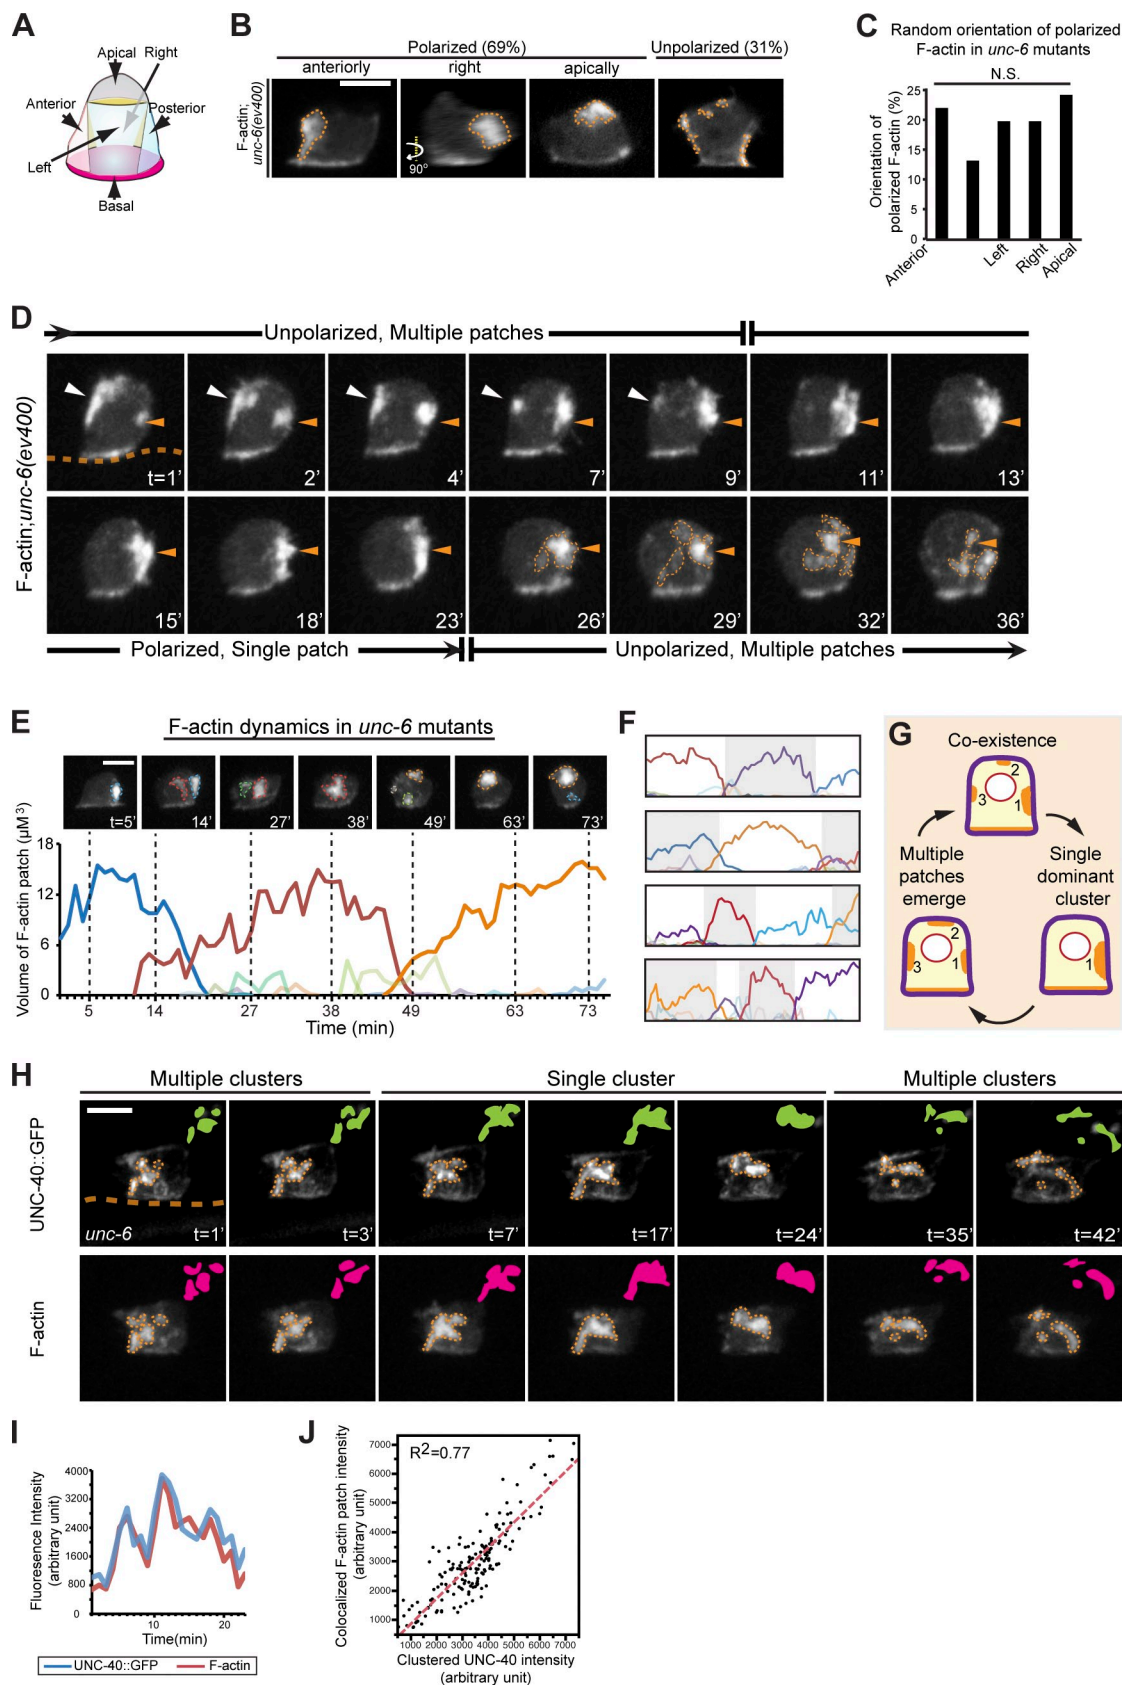 A
Apical
Right
Anterior
Posterior
Left
Basal
B
Polarized (69%)
Unpolarized (31%)
anteriorly
right
apically
F-actin;
unc-6(ev400)
90°
C
Random orientation of polarized
F-actin in unc-6 mutants
N.S.
Orientation of
polarized F-actin (%)
25
20
15
10
5
0
Anterior
Left
Right
Apical
D
Unpolarized, Multiple patches
F-actin;unc-6(ev400)
t=1’
2’
4’
7’
9’
11’
13’
15’
18’
23’
26’
29’
32’
36’
Polarized, Single patch
Unpolarized, Multiple patches
E
F-actin dynamics in unc-6 mutants
t=5’
14’
27’
38’
49’
63’
73’
Volume of F-actin patch (µM³)
18
12
6
0
5
14
27
38
49
63
73
Time (min)
F
G
Co-existence
2
3
1
Multiple
patches
emerge
Single
dominant
cluster
2
3
1
1
H
Multiple clusters
Single cluster
Multiple clusters
UNC-40::GFP
unc-6
t=1’
t=3’
t=7’
t=17’
t=24’
t=35’
t=42’
F-actin
I
Fluoresence Intensity
(arbitrary unit)
4000
3200
2400
1600
800
0
10
20
Time(min)
UNC-40::GFP
F-actin
J
R²=0.77
Colocalized F-actin patch intensity
(arbitrary unit)
7000
6000
5000
4000
3000
2000
1000
1000 2000 3000 4000 5000 6000 7000
Clustered UNC-40 intensity
(arbitrary unit)